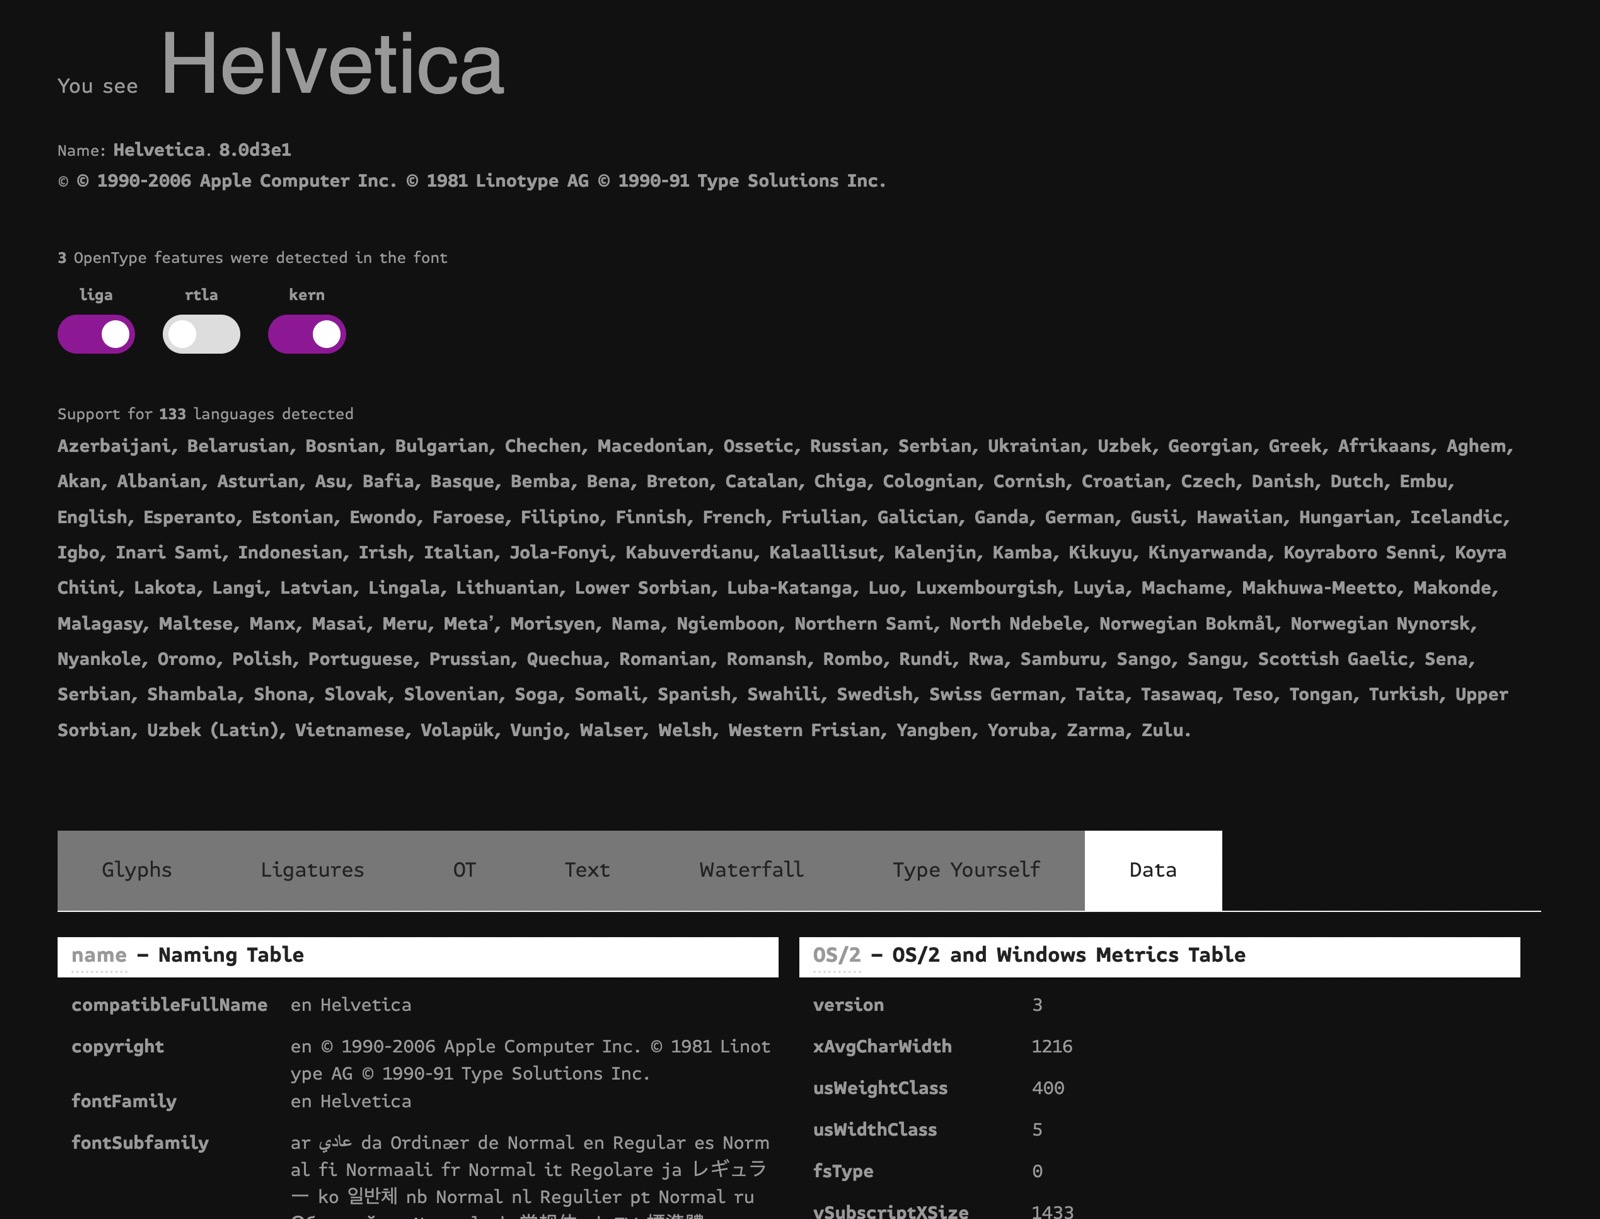 You see Helvetica
Name: Helvetica. 8.0d3e1
© © 1990-2006 Apple Computer Inc. © 1981 Linotype AG © 1990-91 Type Solutions Inc.
3 OpenType features were detected in the font
liga rtla kern
Support for 133 languages detected
Azerbaijani, Belarusian, Bosnian, Bulgarian, Chechen, Macedonian, Ossetic, Russian, Serbian, Ukrainian, Uzbek, Georgian, Greek, Afrikaans, Aghem,
Akan, Albanian, Asturian, Asu, Bafia, Basque, Bemba, Bena, Breton, Catalan, Chiga, Colognian, Cornish, Croatian, Czech, Danish, Dutch, Embu,
English, Esperanto, Estonian, Ewondo, Faroese, Filipino, Finnish, French, Friulian, Galician, Ganda, German, Gusii, Hawaiian, Hungarian, Icelandic,
Igbo, Inari Sami, Indonesian, Irish, Italian, Jola-Fonyi, Kabuverdianu, Kalaallisut, Kalenjin, Kamba, Kikuyu, Kinyarwanda, Koyraboro Senni, Koyra
Chiini, Lakota, Langi, Latvian, Lingala, Lithuanian, Lower Sorbian, Luba-Katanga, Luo, Luxembourgish, Luyia, Machame, Makhuwa-Meetto, Makonde,
Malagasy, Maltese, Manx, Masai, Meru, Metaʼ, Morisyen, Nama, Ngiemboon, Northern Sami, North Ndebele, Norwegian Bokmål, Norwegian Nynorsk,
Nyankole, Oromo, Polish, Portuguese, Prussian, Quechua, Romanian, Romansh, Rombo, Rundi, Rwa, Samburu, Sango, Sangu, Scottish Gaelic, Sena,
Serbian, Shambala, Shona, Slovak, Slovenian, Soga, Somali, Spanish, Swahili, Swedish, Swiss German, Taita, Tasawaq, Teso, Tongan, Turkish, Upper
Sorbian, Uzbek (Latin), Vietnamese, Volapük, Vunjo, Walser, Welsh, Western Frisian, Yangben, Yoruba, Zarma, Zulu.
Glyphs Ligatures OT Text Waterfall Type Yourself Data
name – Naming Table
compatibleFullName en Helvetica
copyright en © 1990-2006 Apple Computer Inc. © 1981 Linot
ype AG © 1990-91 Type Solutions Inc.
fontFamily en Helvetica
fontSubfamily ar عادي da Ordinær de Normal en Regular es Norm
al fi Normaali fr Normal it Regolare ja レギュラ
ー ko 일반체 nb Normal nl Regulier pt Normal ru
OS/2 – OS/2 and Windows Metrics Table
version 3
xAvgCharWidth 1216
usWeightClass 400
usWidthClass 5
fsType 0
ySubscriptXSize 1433